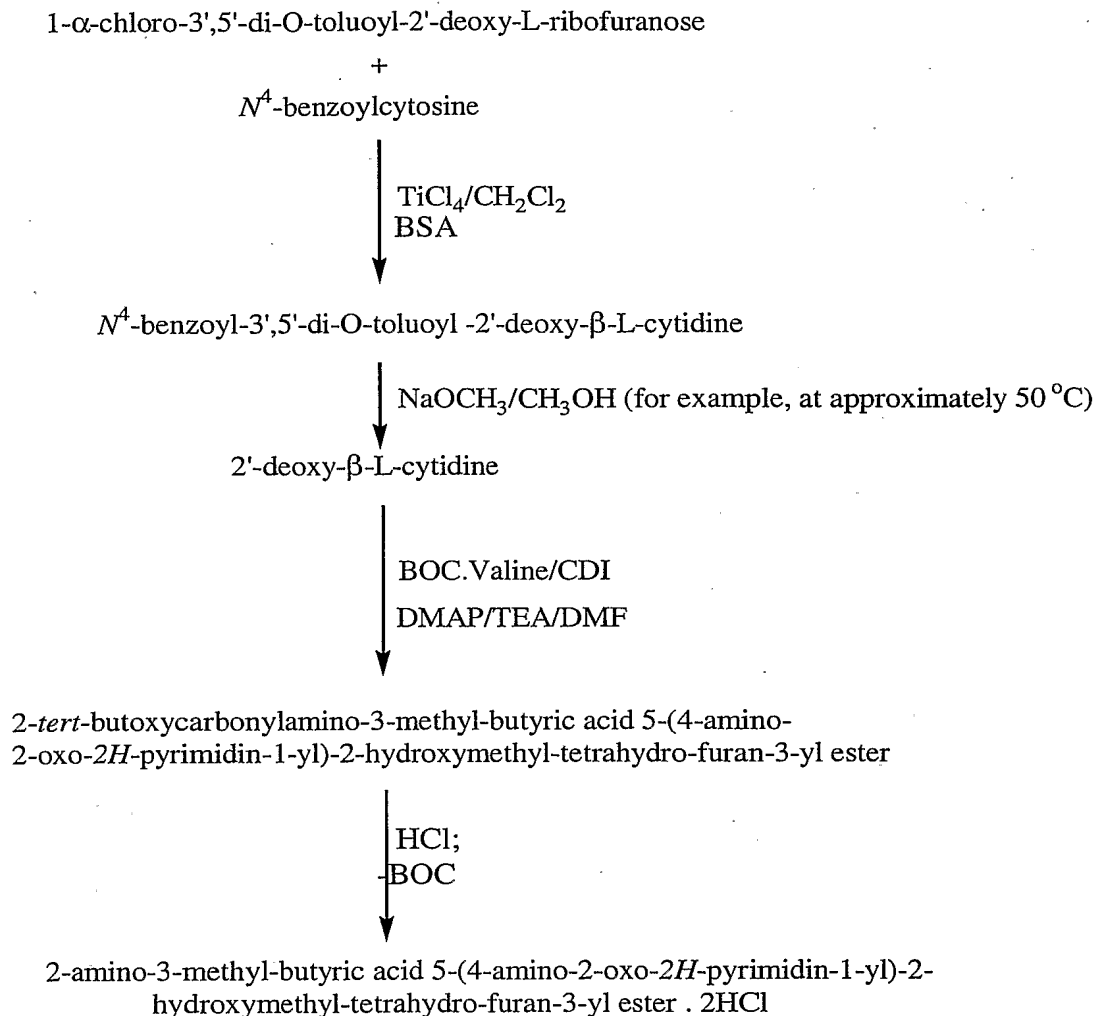 1-α-chloro-3',5'-di-O-toluoyl-2'-deoxy-L-ribofuranose
+
N⁴-benzoylcytosine
TiCl₄/CH₂Cl₂
BSA
N⁴-benzoyl-3',5'-di-O-toluoyl -2'-deoxy-β-L-cytidine
NaOCH₃/CH₃OH (for example, at approximately 50 °C)
2'-deoxy-β-L-cytidine
BOC.Valine/CDI
DMAP/TEA/DMF
2-tert-butoxycarbonylamino-3-methyl-butyric acid 5-(4-amino-
2-oxo-2H-pyrimidin-1-yl)-2-hydroxymethyl-tetrahydro-furan-3-yl ester
HCl;
-BOC
2-amino-3-methyl-butyric acid 5-(4-amino-2-oxo-2H-pyrimidin-1-yl)-2-
hydroxymethyl-tetrahydro-furan-3-yl ester . 2HCl